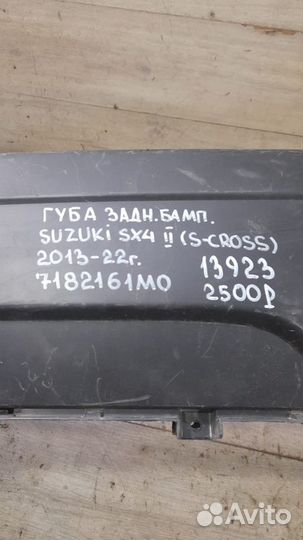 ГУБА ЗАДН.БАМП.
SUZUKi SX4 II (S-CROSS)
2013-22г. 13923
7182161M0 2500₽
Avito